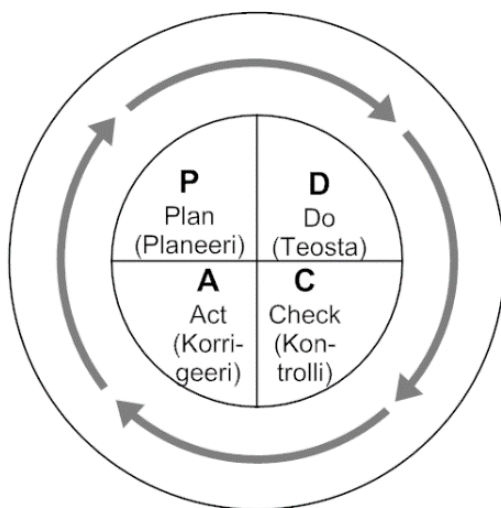 P
Plan
(Planeeri)
D
Do
(Teosta)
A
Act
(Korri-
geeri)
C
Check
(Kon-
trolli)